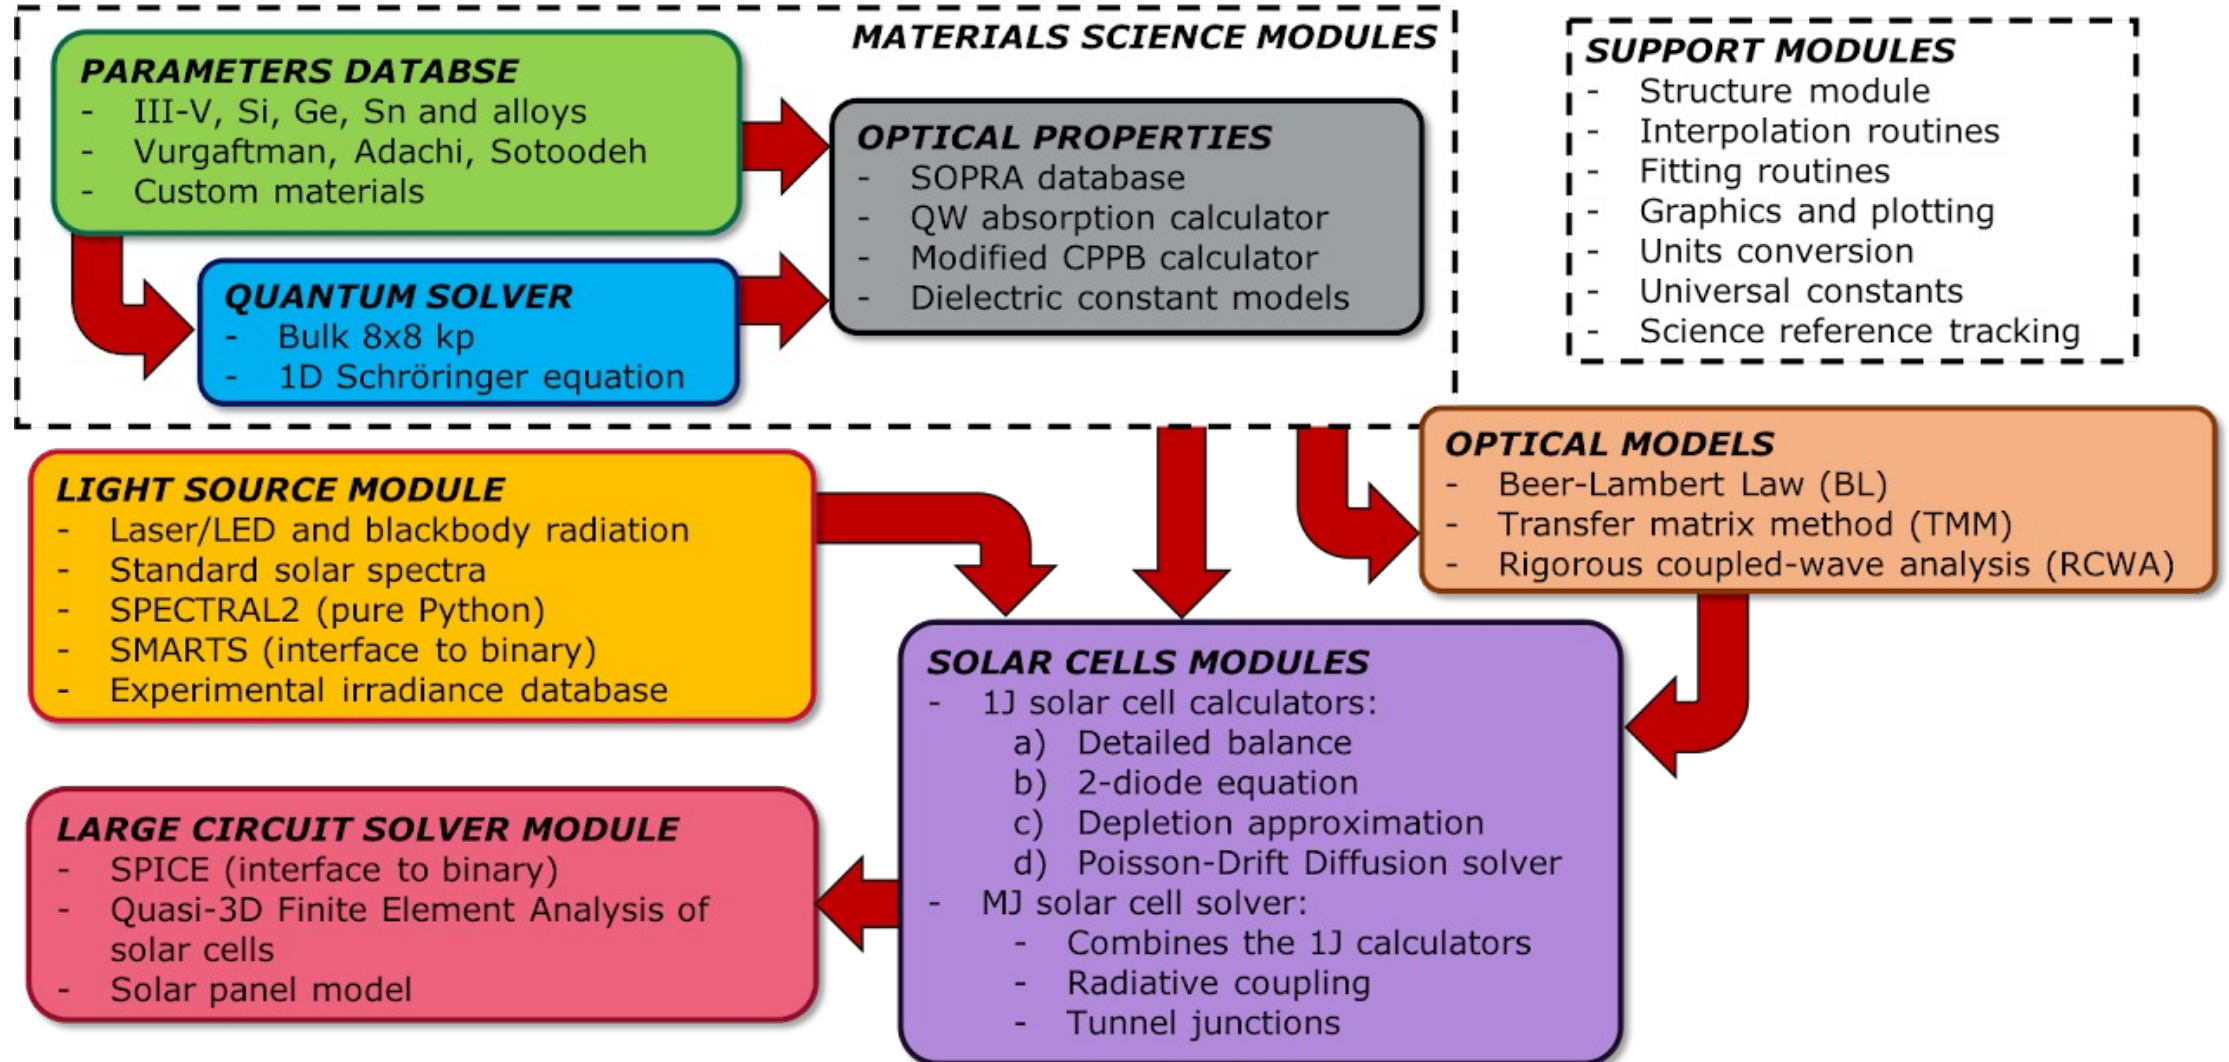 MATERIALS SCIENCE MODULES
PARAMETERS DATABSE
- III-V, Si, Ge, Sn and alloys
- Vurgaftman, Adachi, Sotoodeh
- Custom materials
QUANTUM SOLVER
- Bulk 8x8 kp
- 1D Schröringer equation
OPTICAL PROPERTIES
- SOPRA database
- QW absorption calculator
- Modified CPPB calculator
- Dielectric constant models
SUPPORT MODULES
- Structure module
- Interpolation routines
- Fitting routines
- Graphics and plotting
- Units conversion
- Universal constants
- Science reference tracking
OPTICAL MODELS
- Beer-Lambert Law (BL)
- Transfer matrix method (TMM)
- Rigorous coupled-wave analysis (RCWA)
LIGHT SOURCE MODULE
- Laser/LED and blackbody radiation
- Standard solar spectra
- SPECTRAL2 (pure Python)
- SMARTS (interface to binary)
- Experimental irradiance database
SOLAR CELLS MODULES
- 1J solar cell calculators:
a) Detailed balance
b) 2-diode equation
c) Depletion approximation
d) Poisson-Drift Diffusion solver
- MJ solar cell solver:
- Combines the 1J calculators
- Radiative coupling
- Tunnel junctions
LARGE CIRCUIT SOLVER MODULE
- SPICE (interface to binary)
- Quasi-3D Finite Element Analysis of
solar cells
- Solar panel model